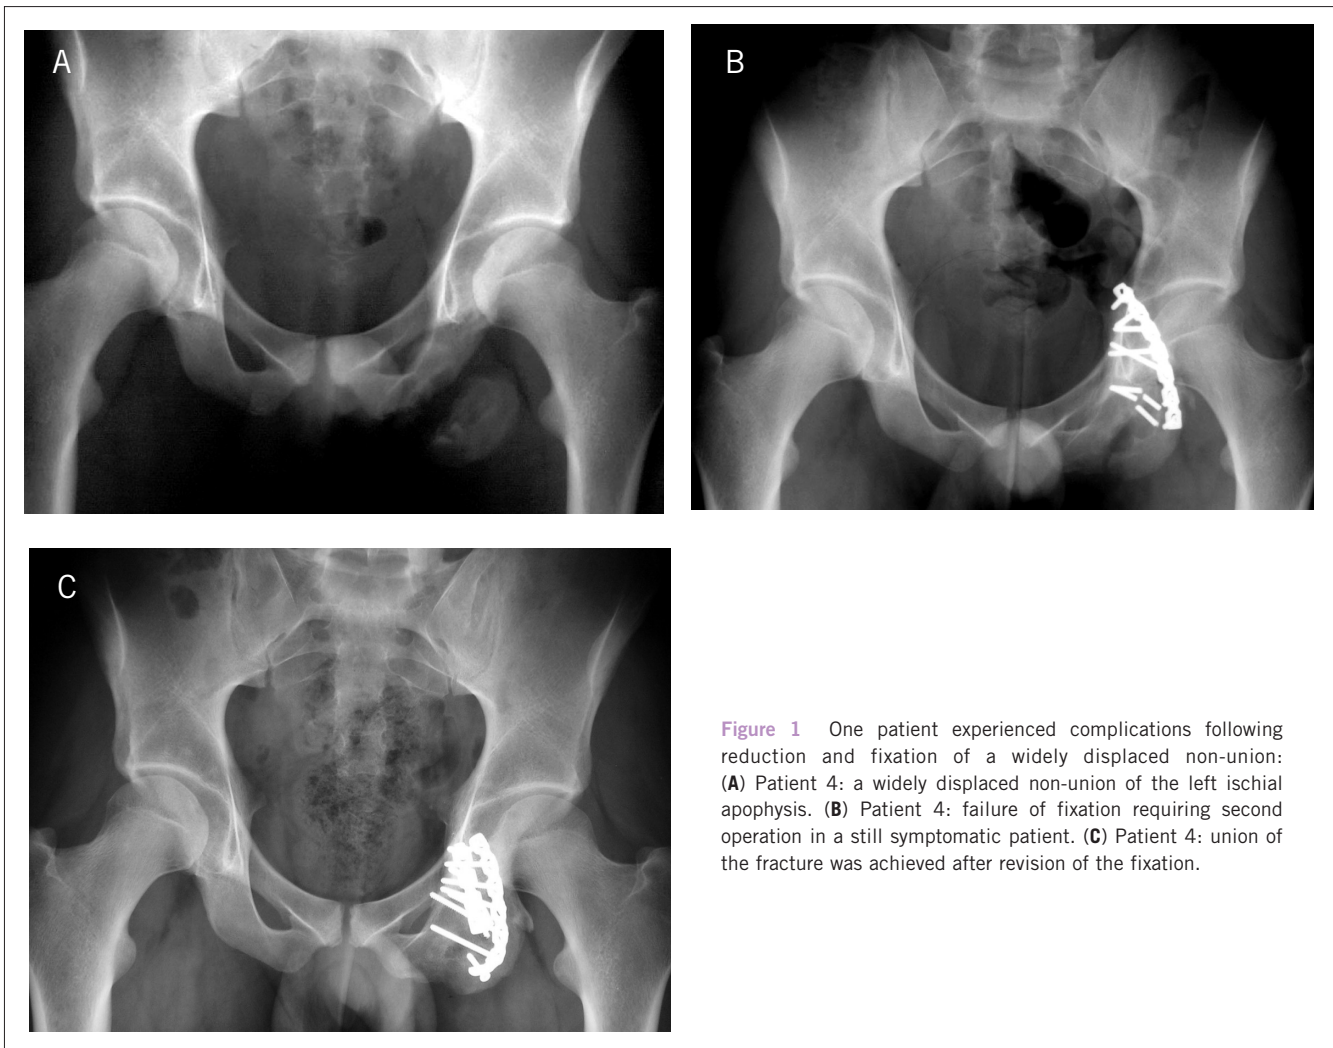 A
B
C
Figure 1 One patient experienced complications following
reduction and fixation of a widely displaced non-union:
(A) Patient 4: a widely displaced non-union of the left ischial
apophysis. (B) Patient 4: failure of fixation requiring second
operation in a still symptomatic patient. (C) Patient 4: union of
the fracture was achieved after revision of the fixation.